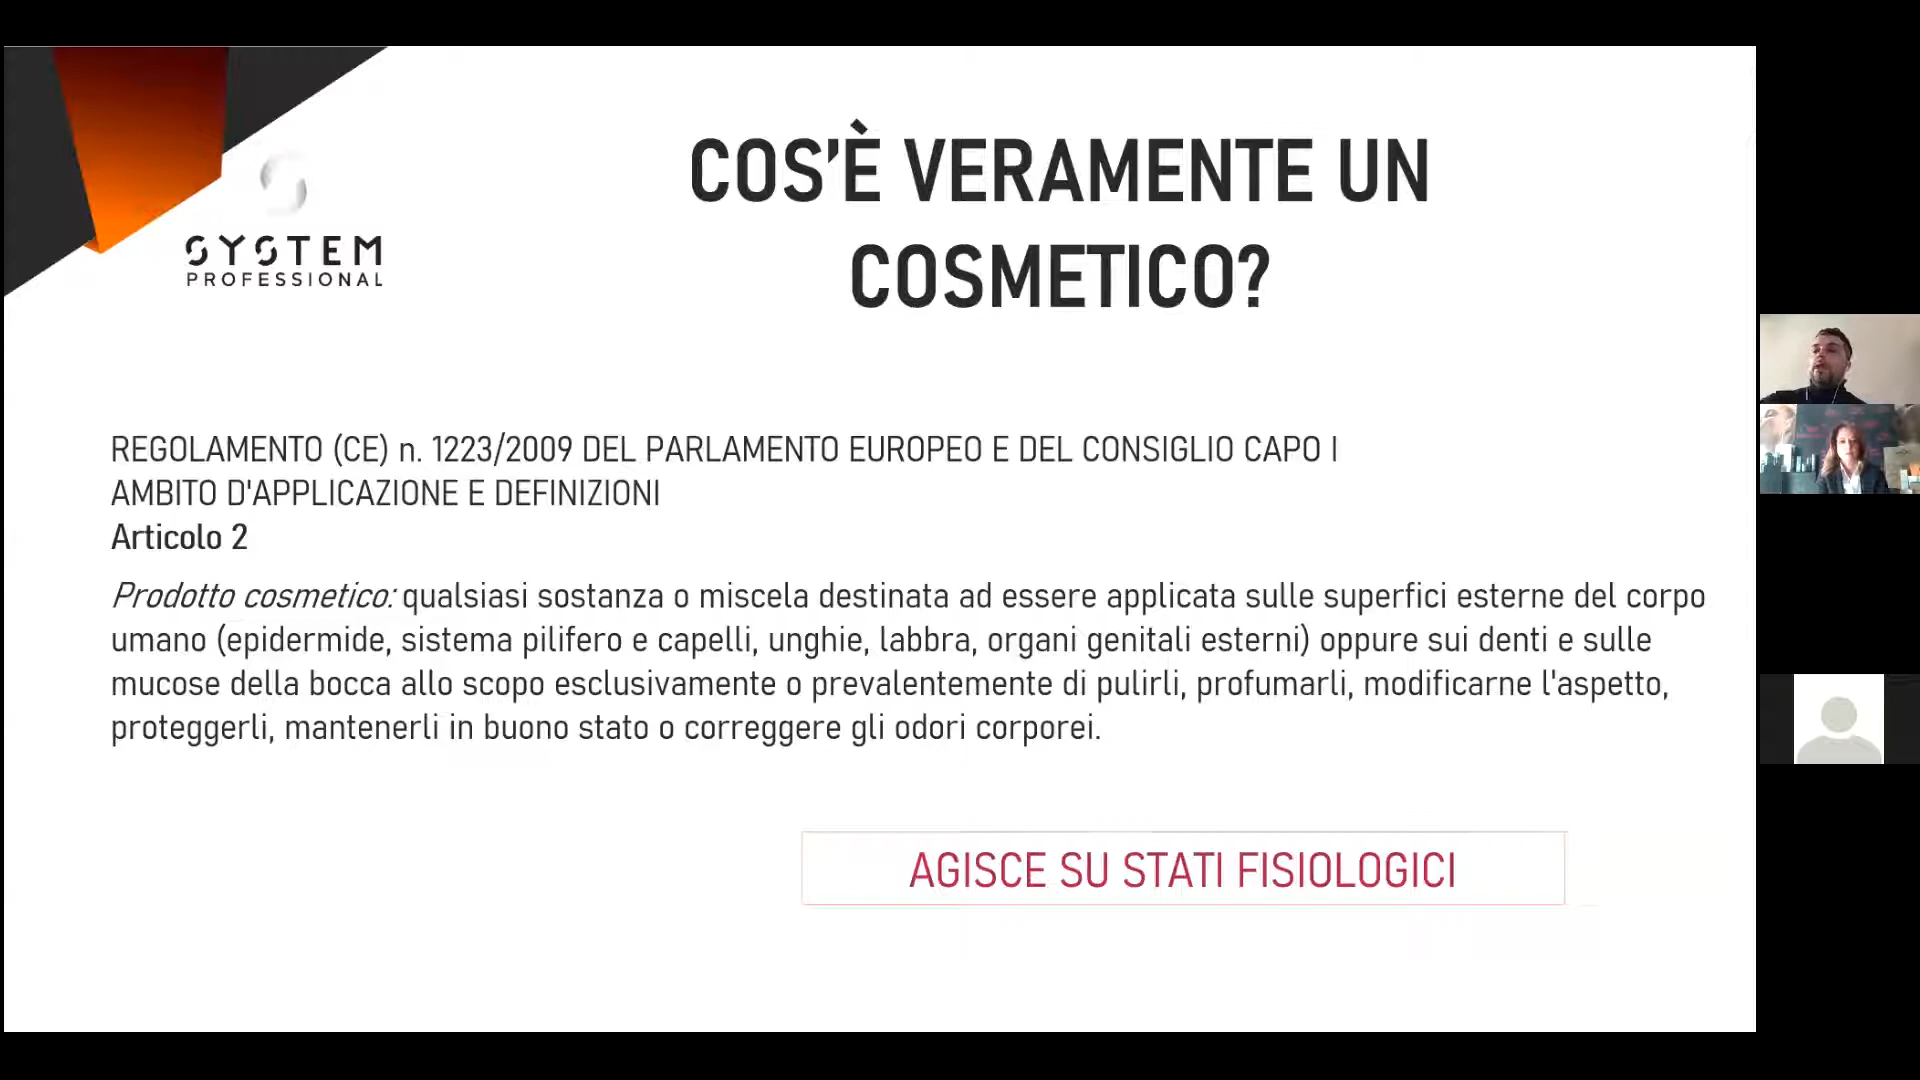 COS'È VERAMENTE UN
COSMETICO?
SYSTEM
PROFESSIONAL
REGOLAMENTO (CE) n. 1223/2009 DEL PARLAMENTO EUROPEO E DEL CONSIGLIO CAPO I
AMBITO D'APPLICAZIONE E DEFINIZIONI
Articolo 2
Prodotto cosmetico: qualsiasi sostanza o miscela destinata ad essere applicata sulle superfici esterne del corpo
umano (epidermide, sistema pilifero e capelli, unghie, labbra, organi genitali esterni) oppure sui denti e sulle
mucose della bocca allo scopo esclusivamente o prevalentemente di pulirli, profumarli, modificarne l'aspetto,
proteggerli, mantenerli in buono stato o correggere gli odori corporei.
AGISCE SU STATI FISIOLOGICI